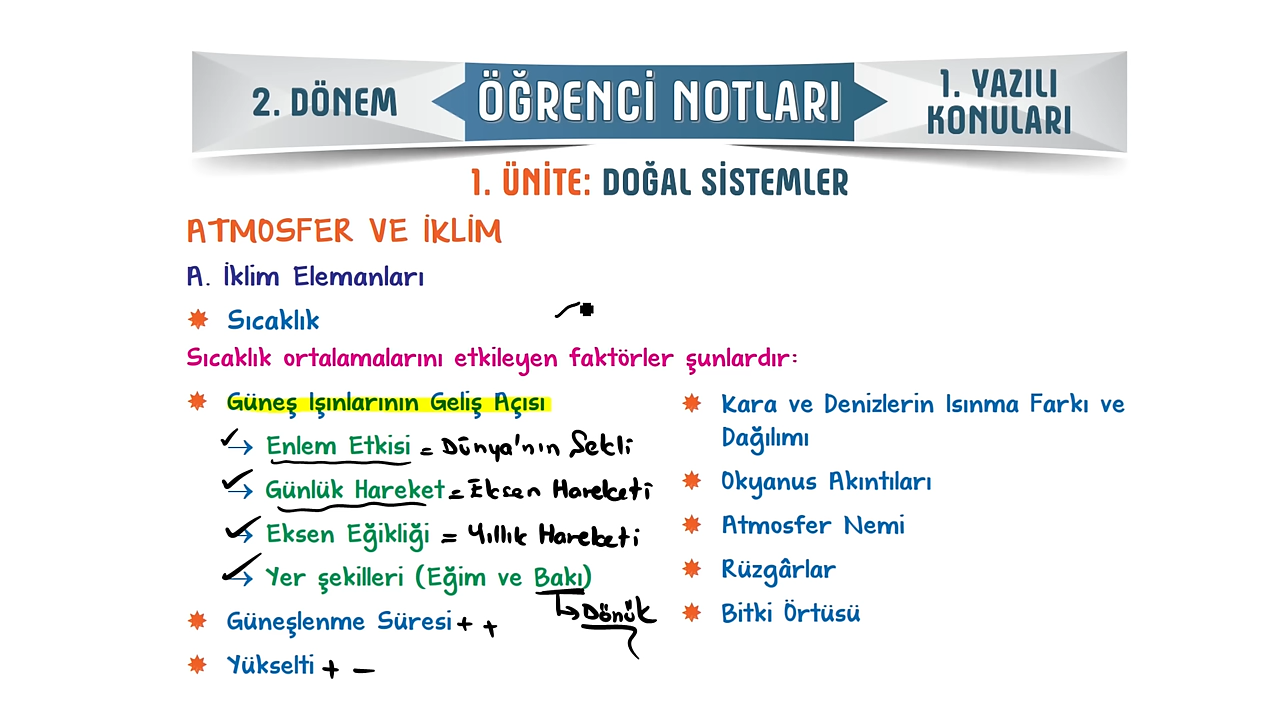 2. DÖNEM
ÖĞRENCİ NOTLARI
1. YAZILI
KONULARI
1. ÜNİTE: DOĞAL SİSTEMLER
ATMOSFER VE İKLİM
A. İklim Elemanları
Sıcaklık
Sıcaklık ortalamalarını etkileyen faktörler şunlardır:
Güneş Işınlarının Geliş Açısı
→ Enlem Etkisi = Dünya'nın Şekli
→ Günlük Hareket = Eksen Hareketi
→ Eksen Eğikliği = Yıllık Hareketi
→ Yer şekilleri (Eğim ve Bakı)
↳ Dönük
Güneşlenme Süresi + +
Yükselti + -
Kara ve Denizlerin Isınma Farkı ve
Dağılımı
Okyanus Akıntıları
Atmosfer Nemi
Rüzgârlar
Bitki Örtüsü